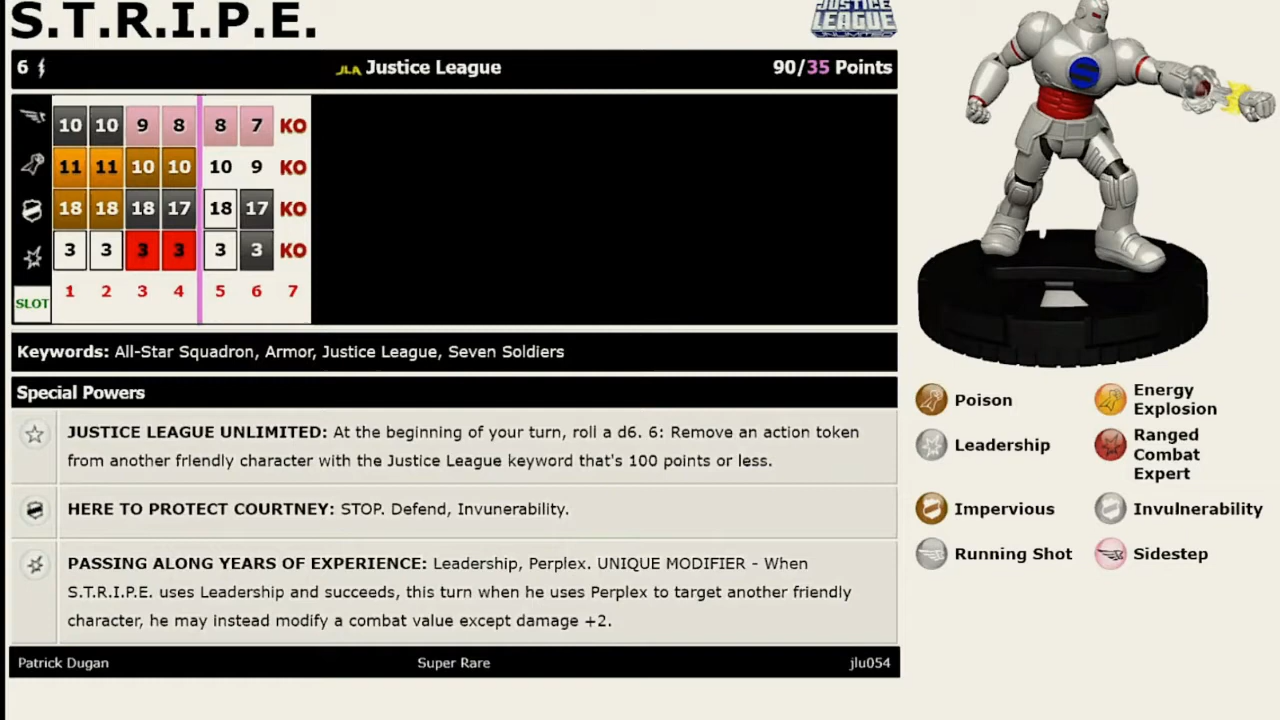 S.T.R.I.P.E.
JUSTICE
LEAGUE
UNLIMITED
6
JLA Justice League
90/35 Points
10 10 9 8 8 7 KO
11 11 10 10 10 9 KO
18 18 18 17 18 17 KO
3 3 3 3 3 3 KO
SLOT 1 2 3 4 5 6 7
Keywords: All-Star Squadron, Armor, Justice League, Seven Soldiers
Special Powers
JUSTICE LEAGUE UNLIMITED: At the beginning of your turn, roll a d6. 6: Remove an action token
from another friendly character with the Justice League keyword that's 100 points or less.
HERE TO PROTECT COURTNEY: STOP. Defend, Invunerability.
PASSING ALONG YEARS OF EXPERIENCE: Leadership, Perplex. UNIQUE MODIFIER - When
S.T.R.I.P.E. uses Leadership and succeeds, this turn when he uses Perplex to target another friendly
character, he may instead modify a combat value except damage +2.
Patrick Dugan
Super Rare
jlu054
Poison
Energy
Explosion
Leadership
Ranged
Combat
Expert
Impervious
Invulnerability
Running Shot
Sidestep